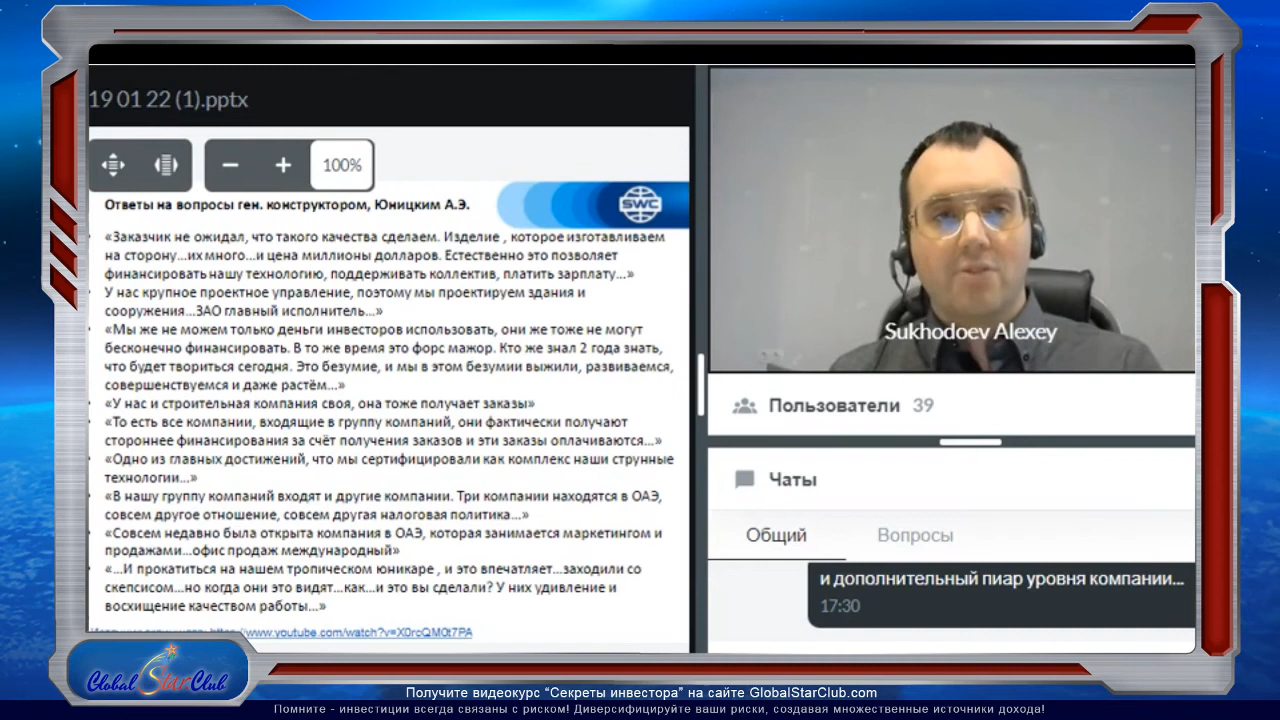 19 01 22 (1).pptx
100%
Ответы на вопросы ген. конструктором, Юницким А.Э.
SWC
«Заказчик не ожидал, что такого качества сделаем. Изделие , которое изготавливаем
на сторону...их много...и цена миллионы долларов. Естественно это позволяет
финансировать нашу технологию, поддерживать коллектив, платить зарплату...»
У нас крупное проектное управление, поэтому мы проектируем здания и
сооружения...ЗАО главный исполнитель...»
«Мы же не можем только деньги инвесторов использовать, они же тоже не могут
бесконечно финансировать. В то же время это форс мажор. Кто же знал 2 года знать,
что будет твориться сегодня. Это безумие, и мы в этом безумии выжили, развиваемся,
совершенствуемся и даже растём...»
«У нас и строительная компания своя, она тоже получает заказы»
«То есть все компании, входящие в группу компаний, они фактически получают
стороннее финансирования за счёт получения заказов и эти заказы оплачиваются...»
«Одно из главных достижений, что мы сертифицировали как комплекс наши струнные
технологии...»
«В нашу группу компаний входят и другие компании. Три компании находятся в ОАЭ,
совсем другое отношение, совсем другая налоговая политика...»
«Совсем недавно была открыта компания в ОАЭ, которая занимается маркетингом и
продажами...офис продаж международный»
«...И прокатиться на нашем тропическом юникаре , и это впечатляет...заходили со
скепсисом...но когда они это видят...как...и это вы сделали? У них удивление и
восхищение качеством работы...»
https://www.youtube.com/watch?v=X0rcQM0t7PA
Sukhodoev Alexey
Пользователи 39
Чаты
Общий
Вопросы
и дополнительный пиар уровня компании...
17:30
Global Star Club
Получите видеокурс “Секреты инвестора” на сайте GlobalStarClub.com
Помните - инвестиции всегда связаны с риском! Диверсифицируйте ваши риски, создавая множественные источники дохода!